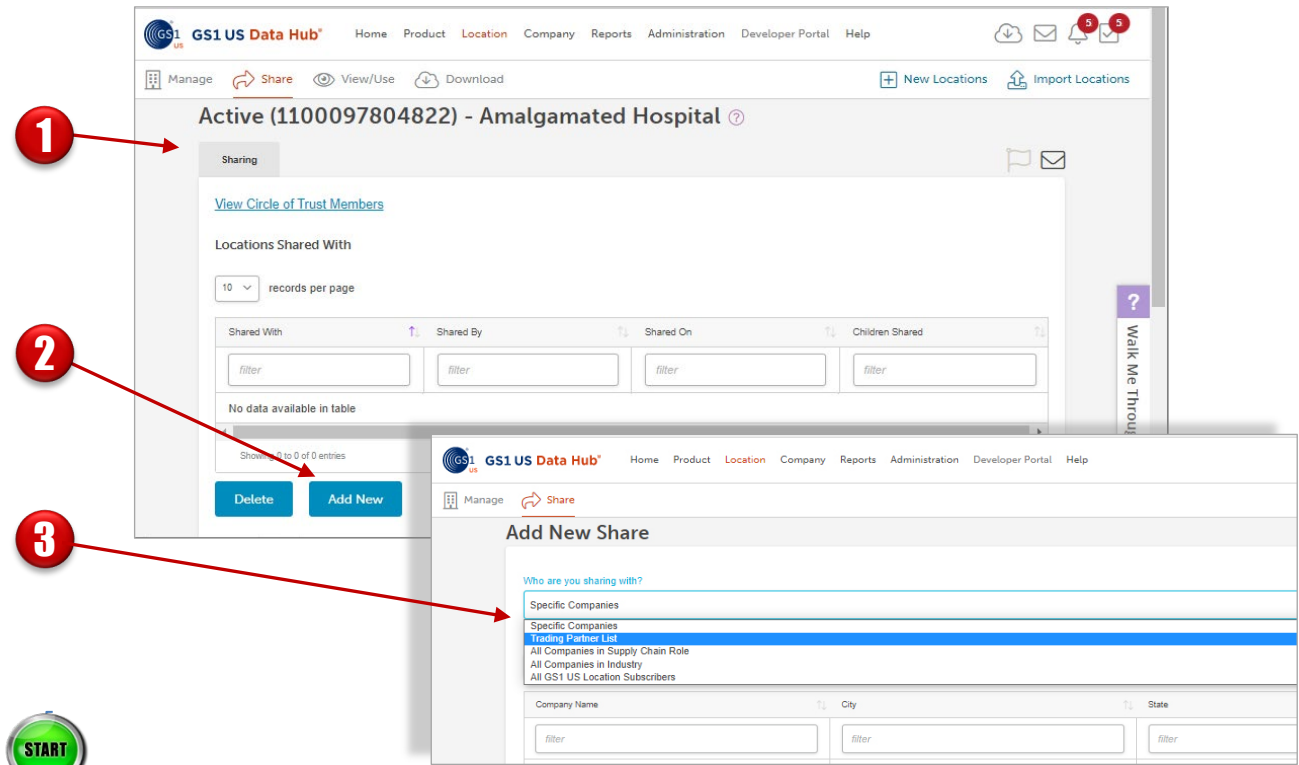 GS1 US GS1 US Data Hub® Home Product Location Company Reports Administration Developer Portal Help 5 5
Manage Share View/Use Download New Locations Import Locations
1
Active (1100097804822) - Amalgamated Hospital ?
Sharing
View Circle of Trust Members
Locations Shared With
10 records per page
?
Walk Me Throug
2
Shared With Shared By Shared On Children Shared
filter filter filter filter
No data available in table
Showing 0 to 0 of 0 entries
Delete Add New
3
GS1 US GS1 US Data Hub® Home Product Location Company Reports Administration Developer Portal Help
Manage Share
Add New Share
Who are you sharing with?
Specific Companies
Specific Companies
Trading Partner List
All Companies in Supply Chain Role
All Companies in Industry
All GS1 US Location Subscribers
Company Name City State
filter filter filter
START